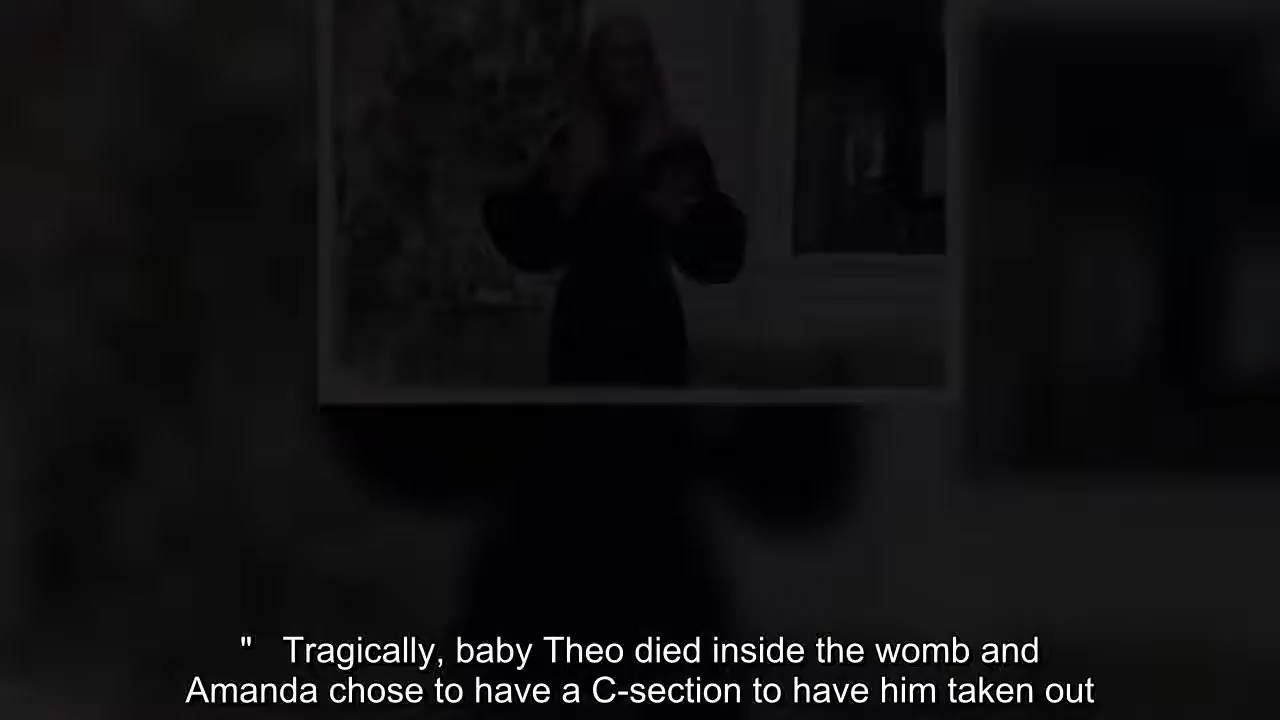 " Tragically, baby Theo died inside the womb and
Amanda chose to have a C-section to have him taken out